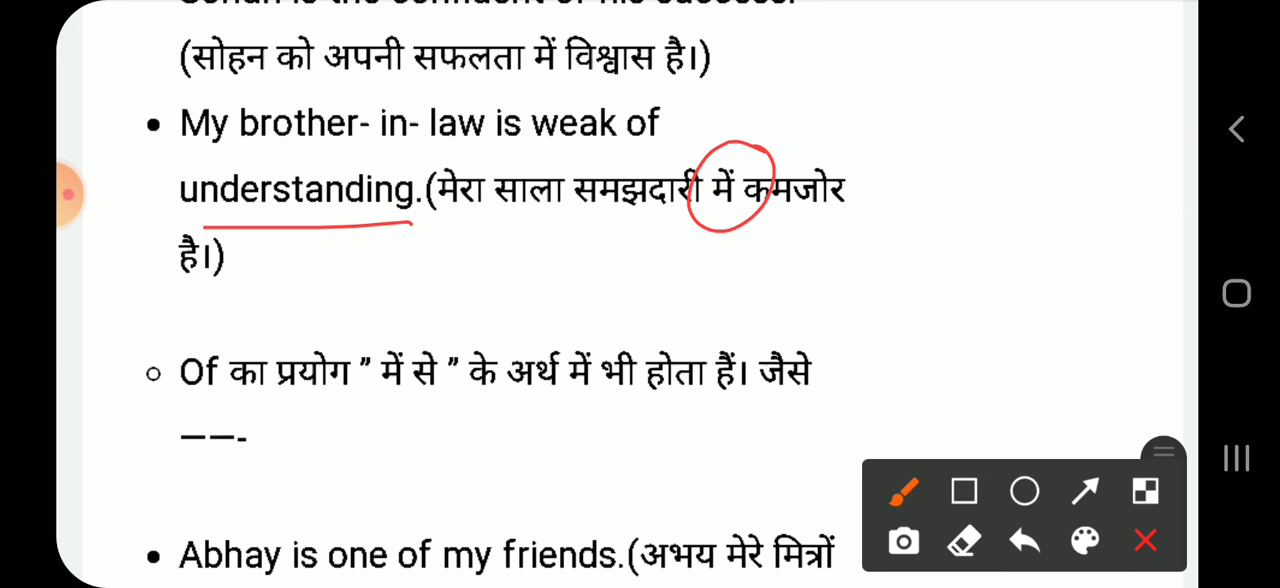 (सोहन को अपनी सफलता में विश्वास है।)
• My brother- in- law is weak of
understanding.(मेरा साला समझदारी में कमजोर
है।)
○ Of का प्रयोग ” में से ” के अर्थ में भी होता हैं। जैसे
——-
• Abhay is one of my friends.(अभय मेरे मित्रों